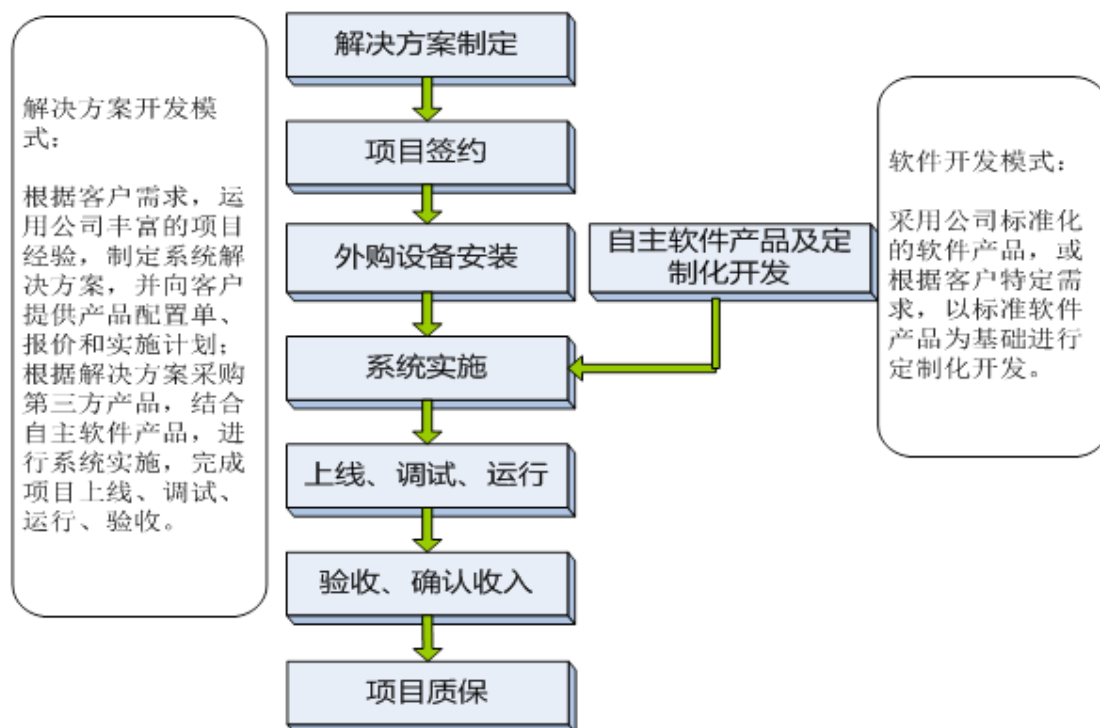 解决方案开发模
式：
根据客户需求，运
用公司丰富的项目
经验，制定系统解
决方案，并向客户
提供产品配置单、
报价和实施计划；
根据解决方案采购
第三方产品，结合
自主软件产品，进
行系统实施，完成
项目上线、调试、
运行、验收。
解决方案制定
项目签约
外购设备安装
系统实施
上线、调试、运行
验收、确认收入
项目质保
自主软件产品及定
制化开发
软件开发模式：
采用公司标准化
的软件产品，或
根据客户特定需
求，以标准软件
产品为基础进行
定制化开发。